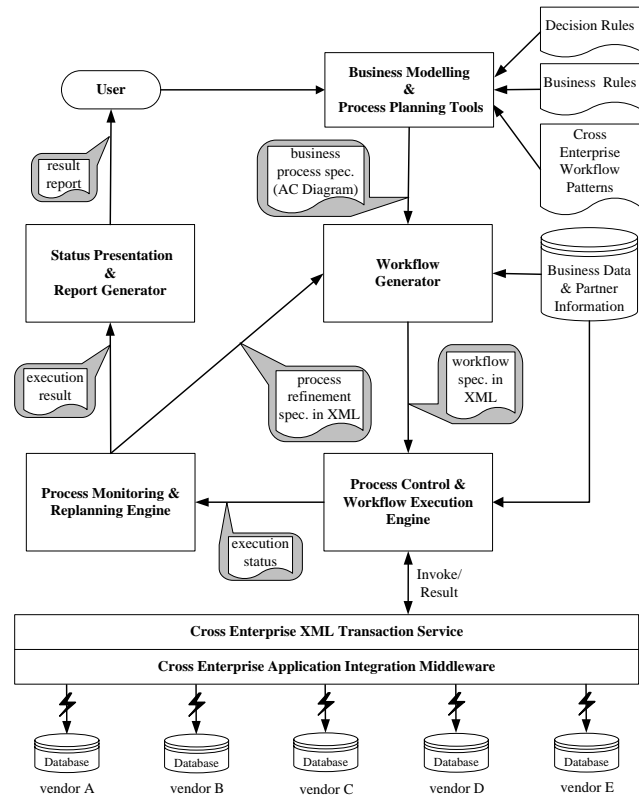 Decision Rules
User
Business Modelling
&
Process Planning Tools
Business Rules
Cross
Enterprise
Workflow
Patterns
result
report
business
process spec.
(AC Diagram)
Status Presentation
&
Report Generator
Workflow
Generator
Business Data
& Partner
Information
execution
result
process
refinement
spec. in XML
workflow
spec. in
XML
Process Monitoring &
Replanning Engine
Process Control &
Workflow Execution
Engine
execution
status
Invoke/
Result
Cross Enterprise XML Transaction Service
Cross Enterprise Application Integration Middleware
Database
Database
Database
Database
Database
vendor A
vendor B
vendor C
vendor D
vendor E